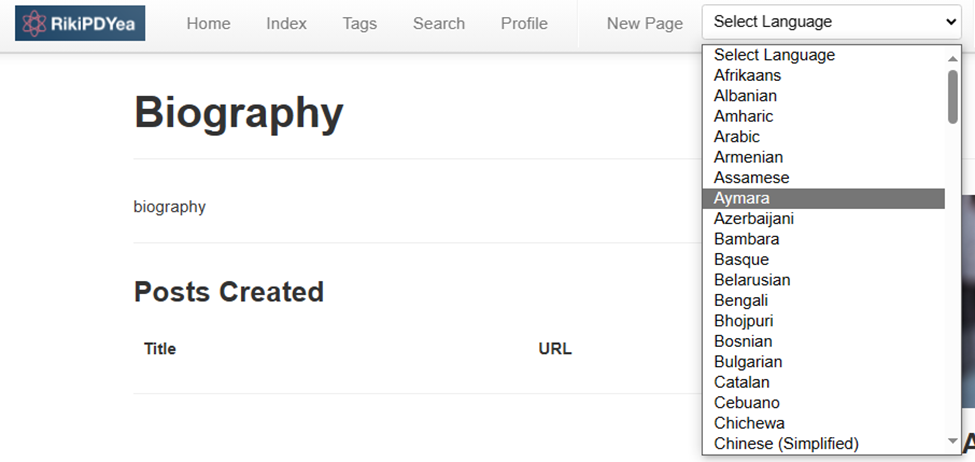 RikiPDYea Home Index Tags Search Profile New Page Select Language
Select Language
Afrikaans
Albanian
Amharic
Arabic
Armenian
Assamese
Aymara
Azerbaijani
Bambara
Basque
Belarusian
Bengali
Bhojpuri
Bosnian
Bulgarian
Catalan
Cebuano
Chichewa
Chinese (Simplified)
Biography
biography
Posts Created
Title URL